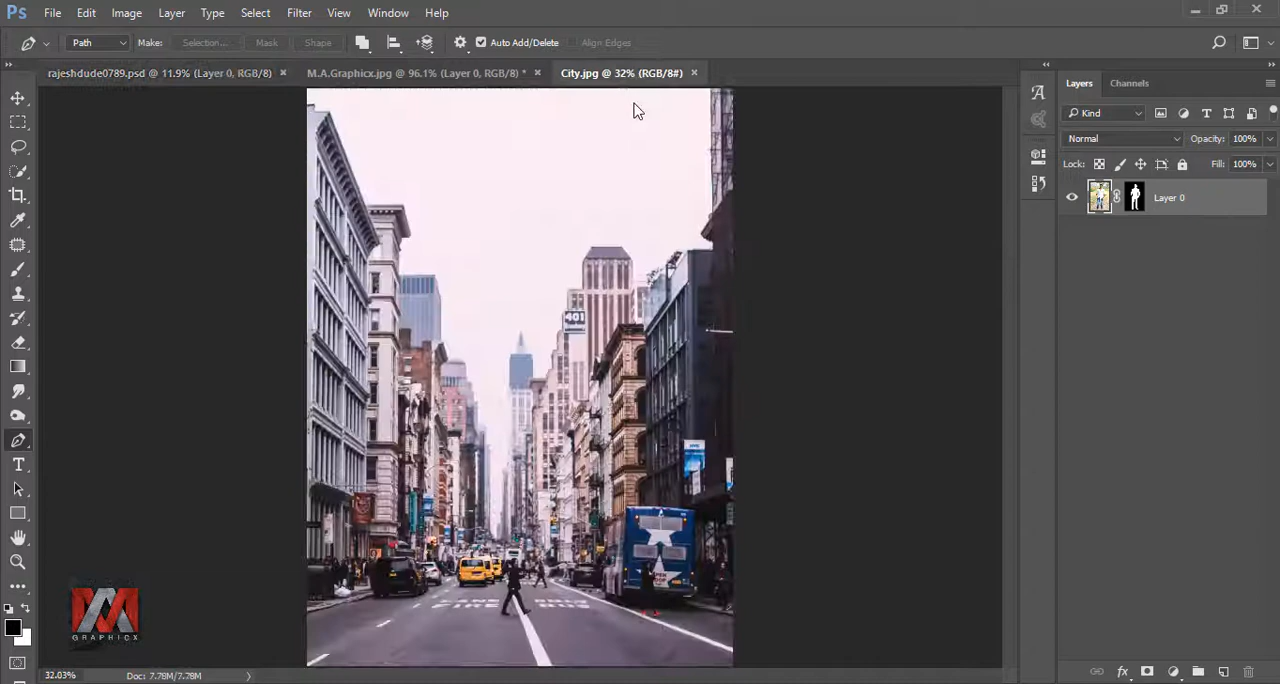 Ps File Edit Image Layer Type Select Filter View Window Help
Path Make: Selection... Mask Shape Auto Add/Delete Align Edges
rajeshdude0789.psd @ 11.9% (Layer 0, RGB/8) × M.A.Graphicx.jpg @ 96.1% (Layer 0, RGB/8) * × City.jpg @ 32% (RGB/8#) ×
Layers Channels
Kind
Normal Opacity: 100%
Lock: Fill: 100%
Layer 0
401
FIRE BUS
GRAPHICX
32.03% Doc: 7.78M/7.78M